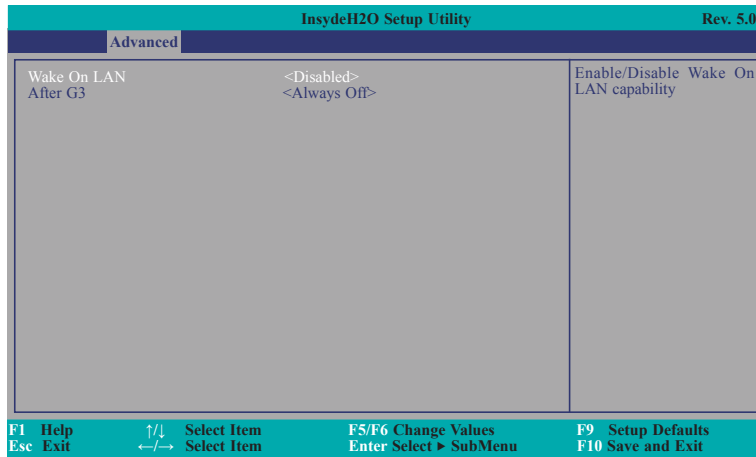 InsydeH2O Setup Utility Rev. 5.0
Advanced
Wake On LAN <Disabled>
After G3 <Always Off>
Enable/Disable Wake On
LAN capability
F1 Help ↑/↓ Select Item F5/F6 Change Values F9 Setup Defaults
Esc Exit ←/→ Select Item Enter Select ► SubMenu F10 Save and Exit